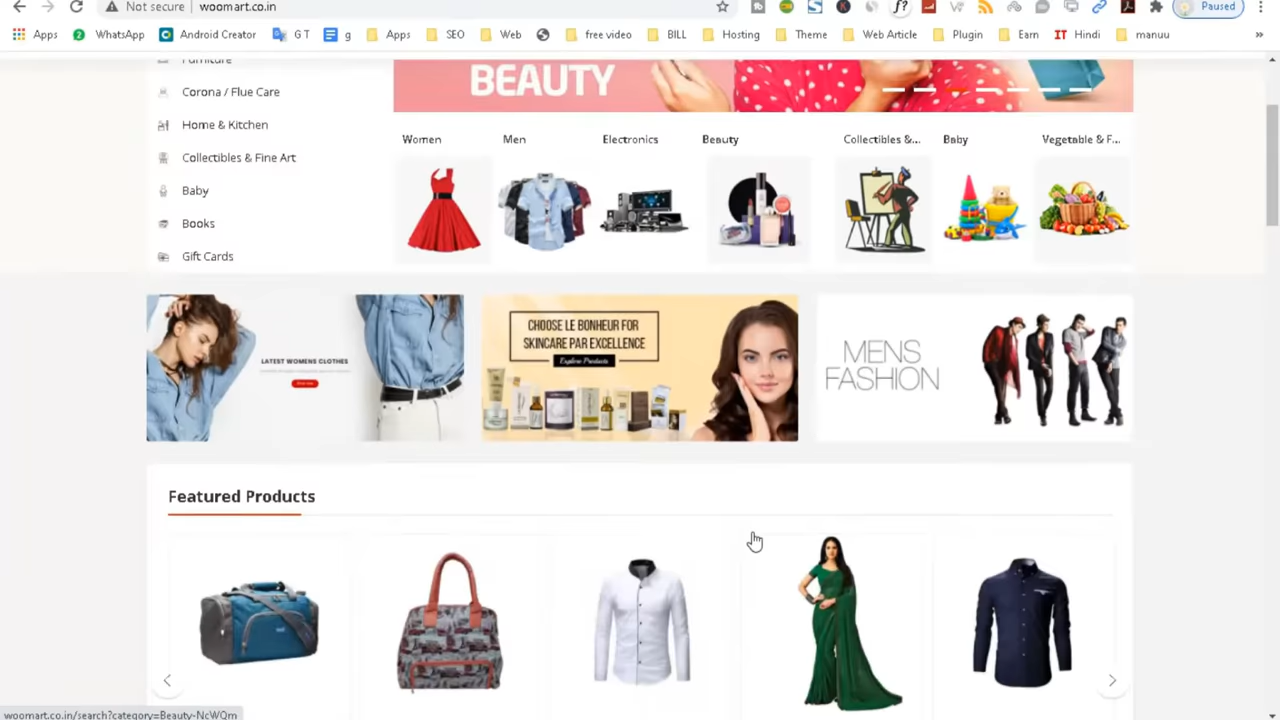 Not secure
woomart.co.in
Paused
Apps
WhatsApp
Android Creator
G T
g
Apps
SEO
Web
free video
BILL
Hosting
Theme
Web Article
Plugin
Earn
IT Hindi
manuu
»
Furniture
Corona / Flue Care
Home & Kitchen
Collectibles & Fine Art
Baby
Books
Gift Cards
BEAUTY
Women
Men
Electronics
Beauty
Collectibles &...
Baby
Vegetable & F...
LATEST WOMENS CLOTHES
CHOOSE LE BONHEUR FOR
SKINCARE PAR EXCELLENCE
Explore Products
MENS
FASHION
Featured Products
woomart.co.in/search?category=Beauty-NcWQm